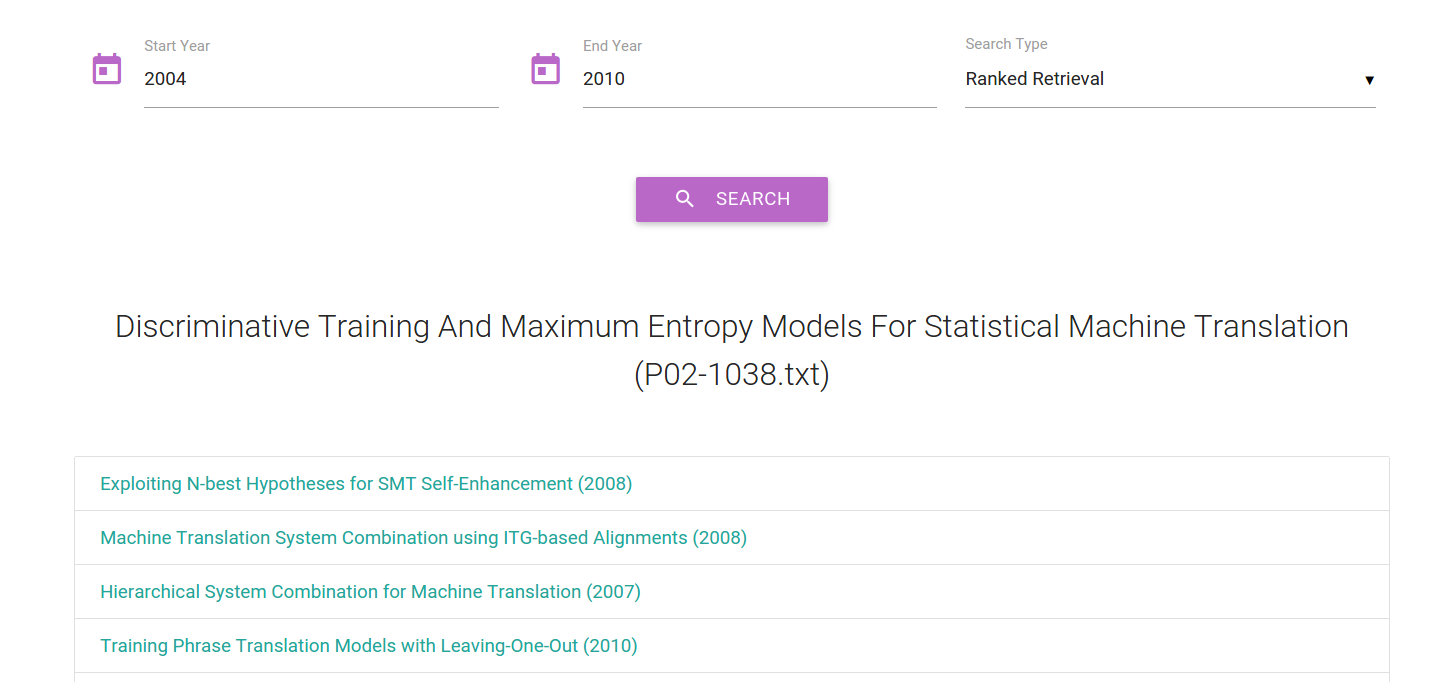 Start Year
2004
End Year
2010
Search Type
Ranked Retrieval
SEARCH
Discriminative Training And Maximum Entropy Models For Statistical Machine Translation
(P02-1038.txt)
Exploiting N-best Hypotheses for SMT Self-Enhancement (2008)
Machine Translation System Combination using ITG-based Alignments (2008)
Hierarchical System Combination for Machine Translation (2007)
Training Phrase Translation Models with Leaving-One-Out (2010)